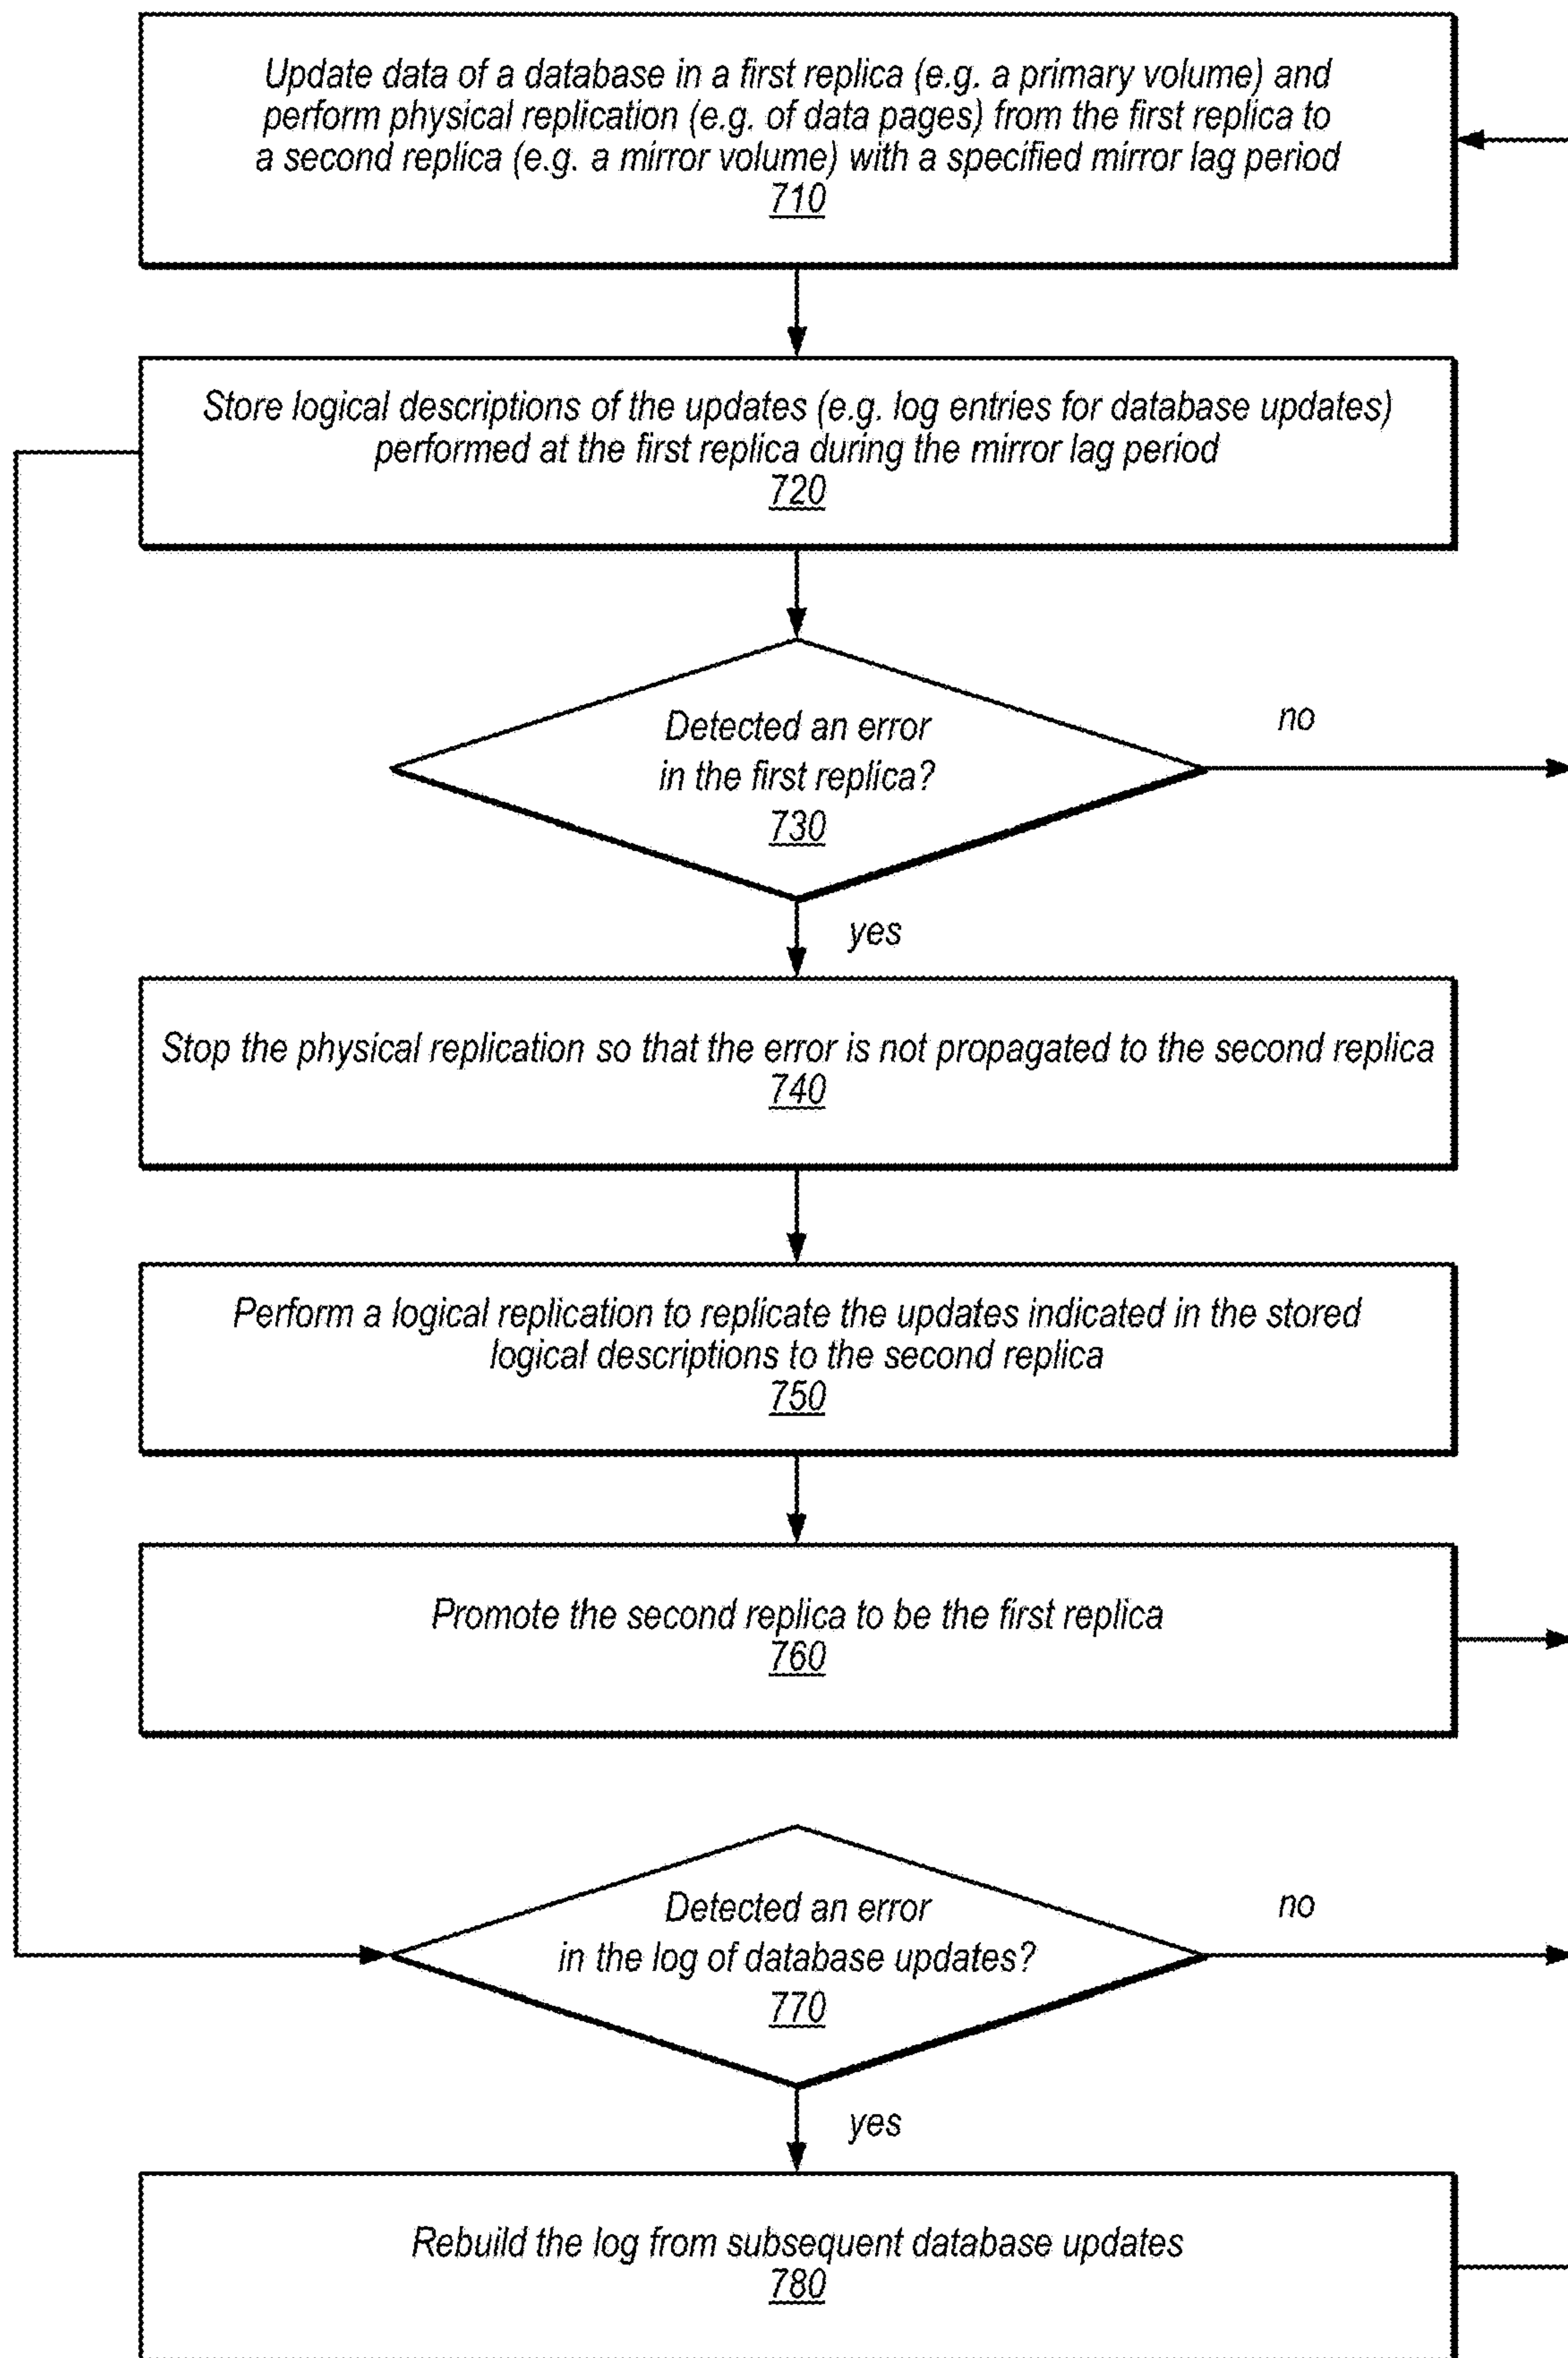 Update data of a database in a first replica (e.g. a primary volume) and
perform physical replication (e.g. of data pages) from the first replica to
a second replica (e.g. a mirror volume) with a specified mirror lag period
710
Store logical descriptions of the updates (e.g. log entries for database updates)
performed at the first replica during the mirror lag period
720
Detected an error
in the first replica?
730
no
yes
Stop the physical replication so that the error is not propagated to the second replica
740
Perform a logical replication to replicate the updates indicated in the stored
logical descriptions to the second replica
750
Promote the second replica to be the first replica
760
Detected an error
in the log of database updates?
770
no
yes
Rebuild the log from subsequent database updates
780